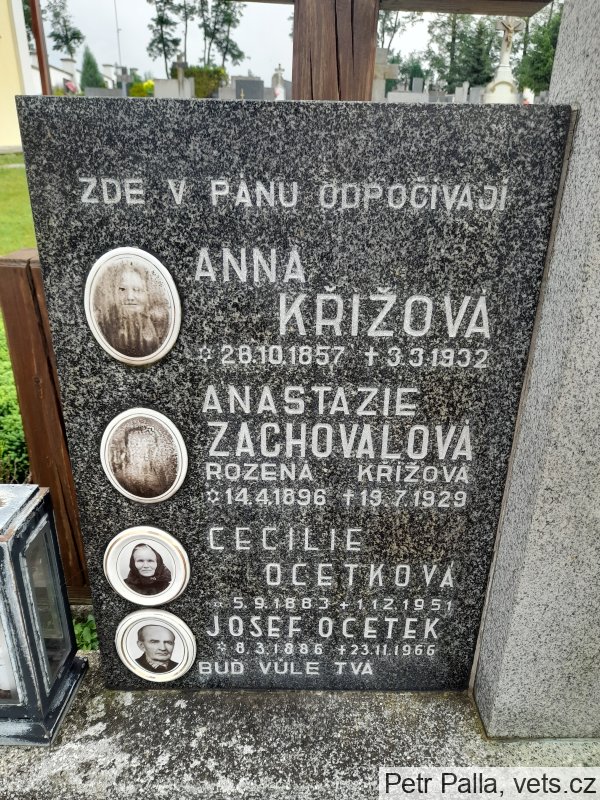 ZDE V PÁNU ODPOČÍVAJÍ
ANNA
KŘÍŽOVÁ
☆ 28.10.1857 ✝ 3.3.1932
ANASTAZIE
ZACHOVALOVÁ
ROZENÁ KŘÍŽOVÁ
☆ 14.4.1896 ✝ 19.7.1929
CECILIE
OCETKOVÁ
☆ 5.9.1883 ✝ 1.12.1951
JOSEF OCETEK
☆ 8.3.1886 ✝ 23.11.1966
BUĎ VŮLE TVÁ
Petr Palla, vets.cz